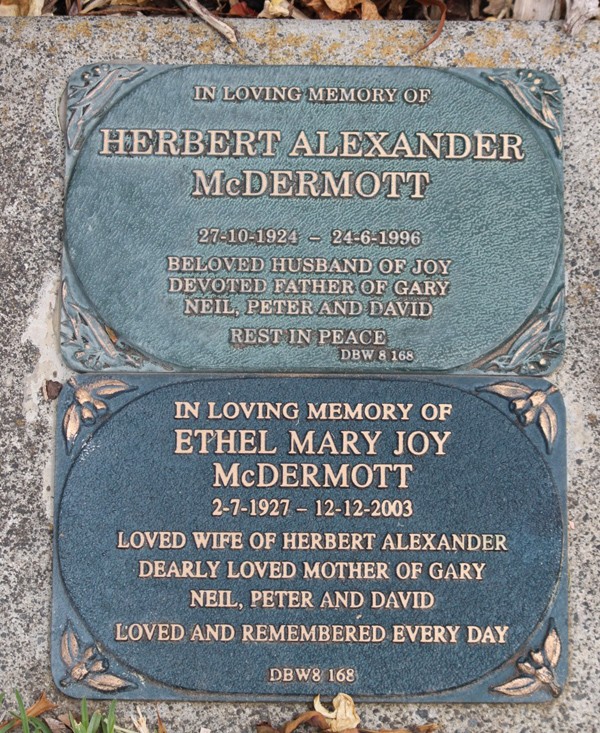 IN LOVING MEMORY OF
HERBERT ALEXANDER
McDERMOTT
27-10-1924 – 24-6-1996
BELOVED HUSBAND OF JOY
DEVOTED FATHER OF GARY
NEIL, PETER AND DAVID
REST IN PEACE
DBW 8 168
IN LOVING MEMORY OF
ETHEL MARY JOY
McDERMOTT
2-7-1927 – 12-12-2003
LOVED WIFE OF HERBERT ALEXANDER
DEARLY LOVED MOTHER OF GARY
NEIL, PETER AND DAVID
LOVED AND REMEMBERED EVERY DAY
DBW8 168